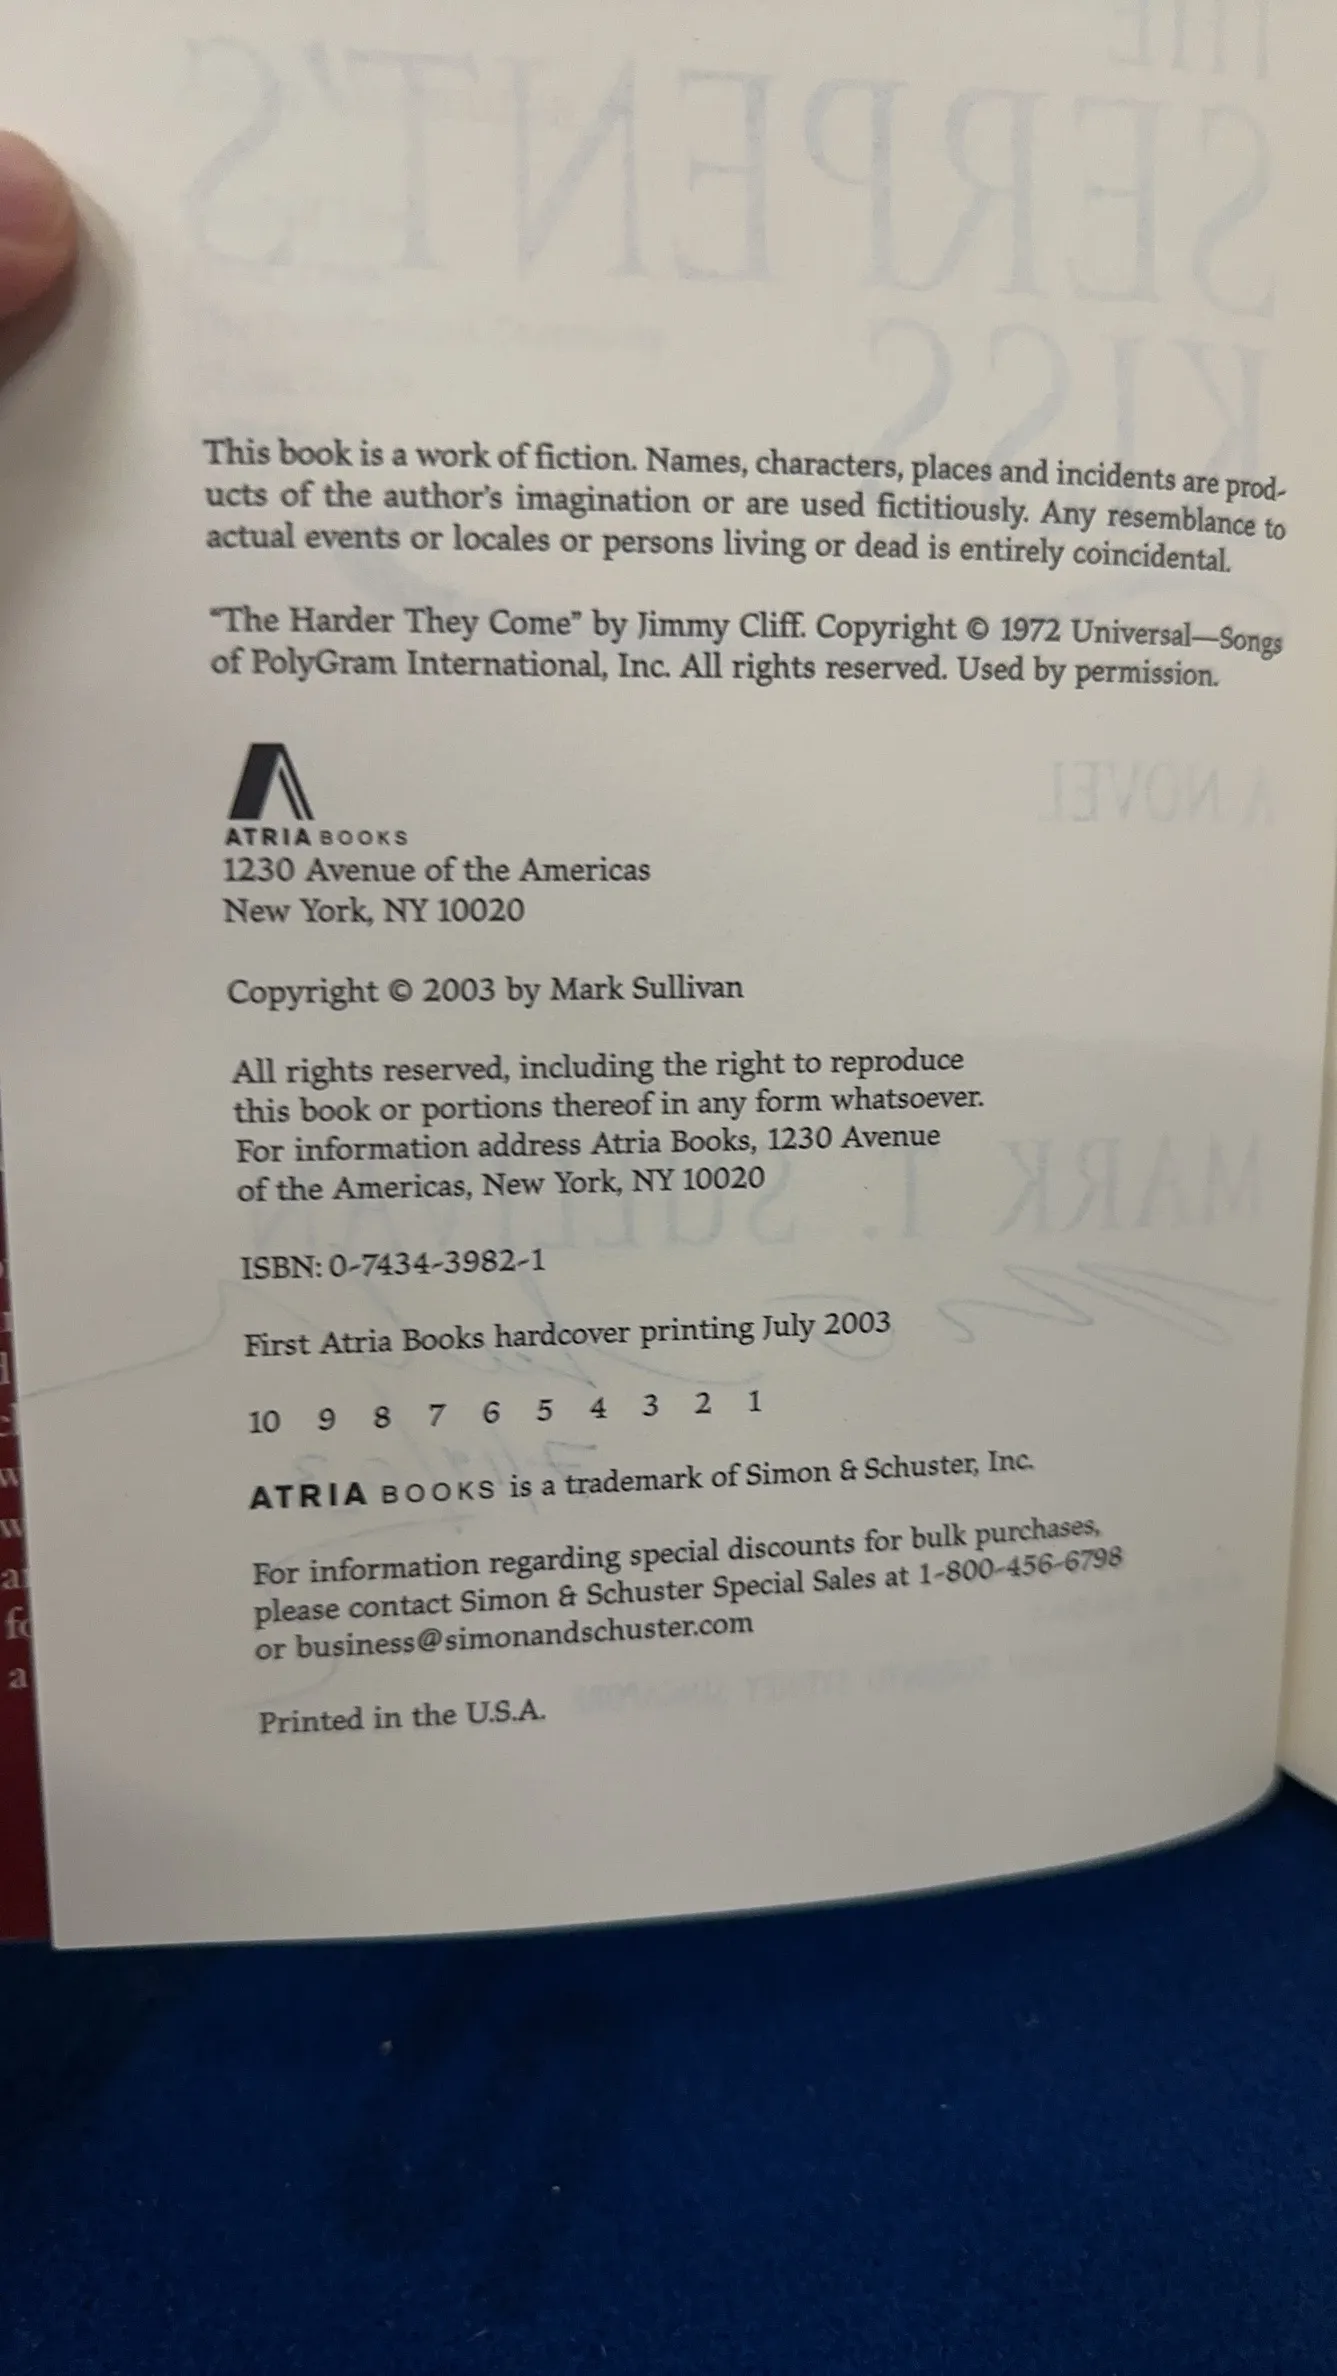 THE
SERPENT'S
KISS
This book is a work of fiction. Names, characters, places and incidents are prod-
ucts of the author's imagination or are used fictitiously. Any resemblance to
actual events or locales or persons living or dead is entirely coincidental.
“The Harder They Come” by Jimmy Cliff. Copyright © 1972 Universal—Songs
of PolyGram International, Inc. All rights reserved. Used by permission.
A NOVEL
ATRIA BOOKS
1230 Avenue of the Americas
New York, NY 10020
Copyright © 2003 by Mark Sullivan
All rights reserved, including the right to reproduce
this book or portions thereof in any form whatsoever.
For information address Atria Books, 1230 Avenue
of the Americas, New York, NY 10020
MARK T. SULLIVAN
ISBN: 0-7434-3982-1
First Atria Books hardcover printing July 2003
10 9 8 7 6 5 4 3 2 1
ATRIA BOOKS is a trademark of Simon & Schuster, Inc.
For information regarding special discounts for bulk purchases,
please contact Simon & Schuster Special Sales at 1-800-456-6798
or business@simonandschuster.com
Printed in the U.S.A.